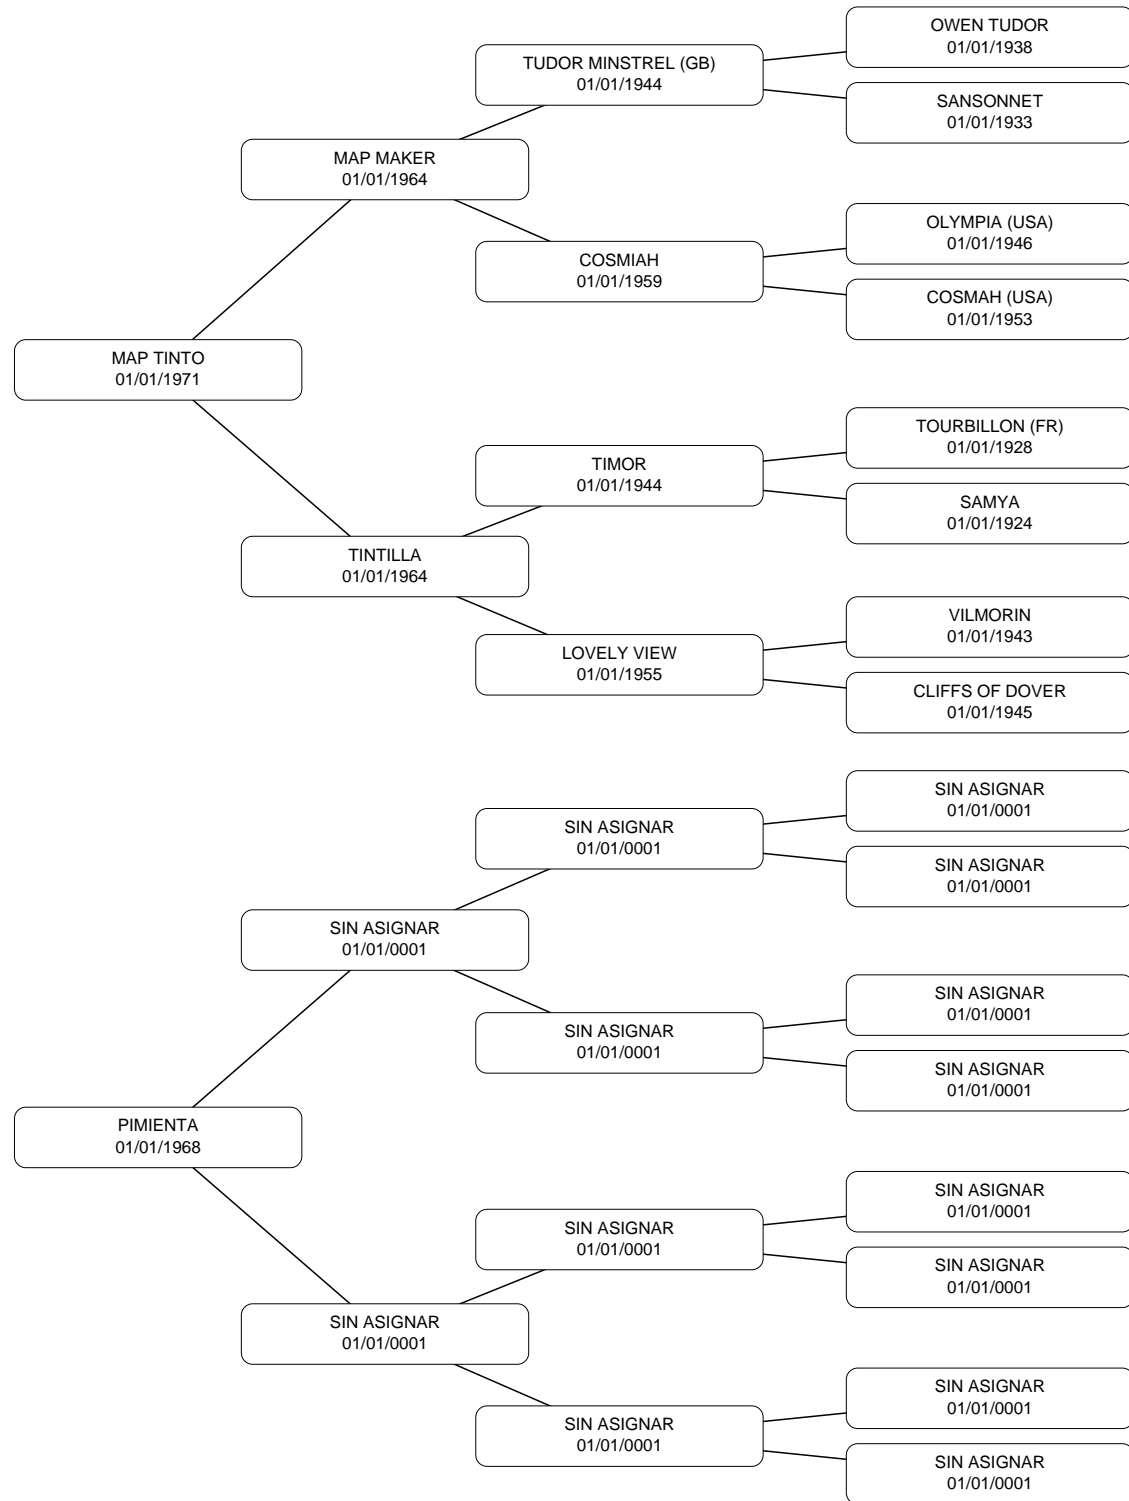 OWEN TUDOR
01/01/1938
TUDOR MINSTREL (GB)
01/01/1944
SANSONNET
01/01/1933
MAP MAKER
01/01/1964
OLYMPIA (USA)
01/01/1946
COSMIAH
01/01/1959
COSMAH (USA)
01/01/1953
MAP TINTO
01/01/1971
TOURBILLON (FR)
01/01/1928
TIMOR
01/01/1944
SAMYA
01/01/1924
TINTILLA
01/01/1964
VILMORIN
01/01/1943
LOVELY VIEW
01/01/1955
CLIFFS OF DOVER
01/01/1945
SIN ASIGNAR
01/01/0001
SIN ASIGNAR
01/01/0001
SIN ASIGNAR
01/01/0001
SIN ASIGNAR
01/01/0001
SIN ASIGNAR
01/01/0001
SIN ASIGNAR
01/01/0001
SIN ASIGNAR
01/01/0001
PIMIENTA
01/01/1968
SIN ASIGNAR
01/01/0001
SIN ASIGNAR
01/01/0001
SIN ASIGNAR
01/01/0001
SIN ASIGNAR
01/01/0001
SIN ASIGNAR
01/01/0001
SIN ASIGNAR
01/01/0001
SIN ASIGNAR
01/01/0001